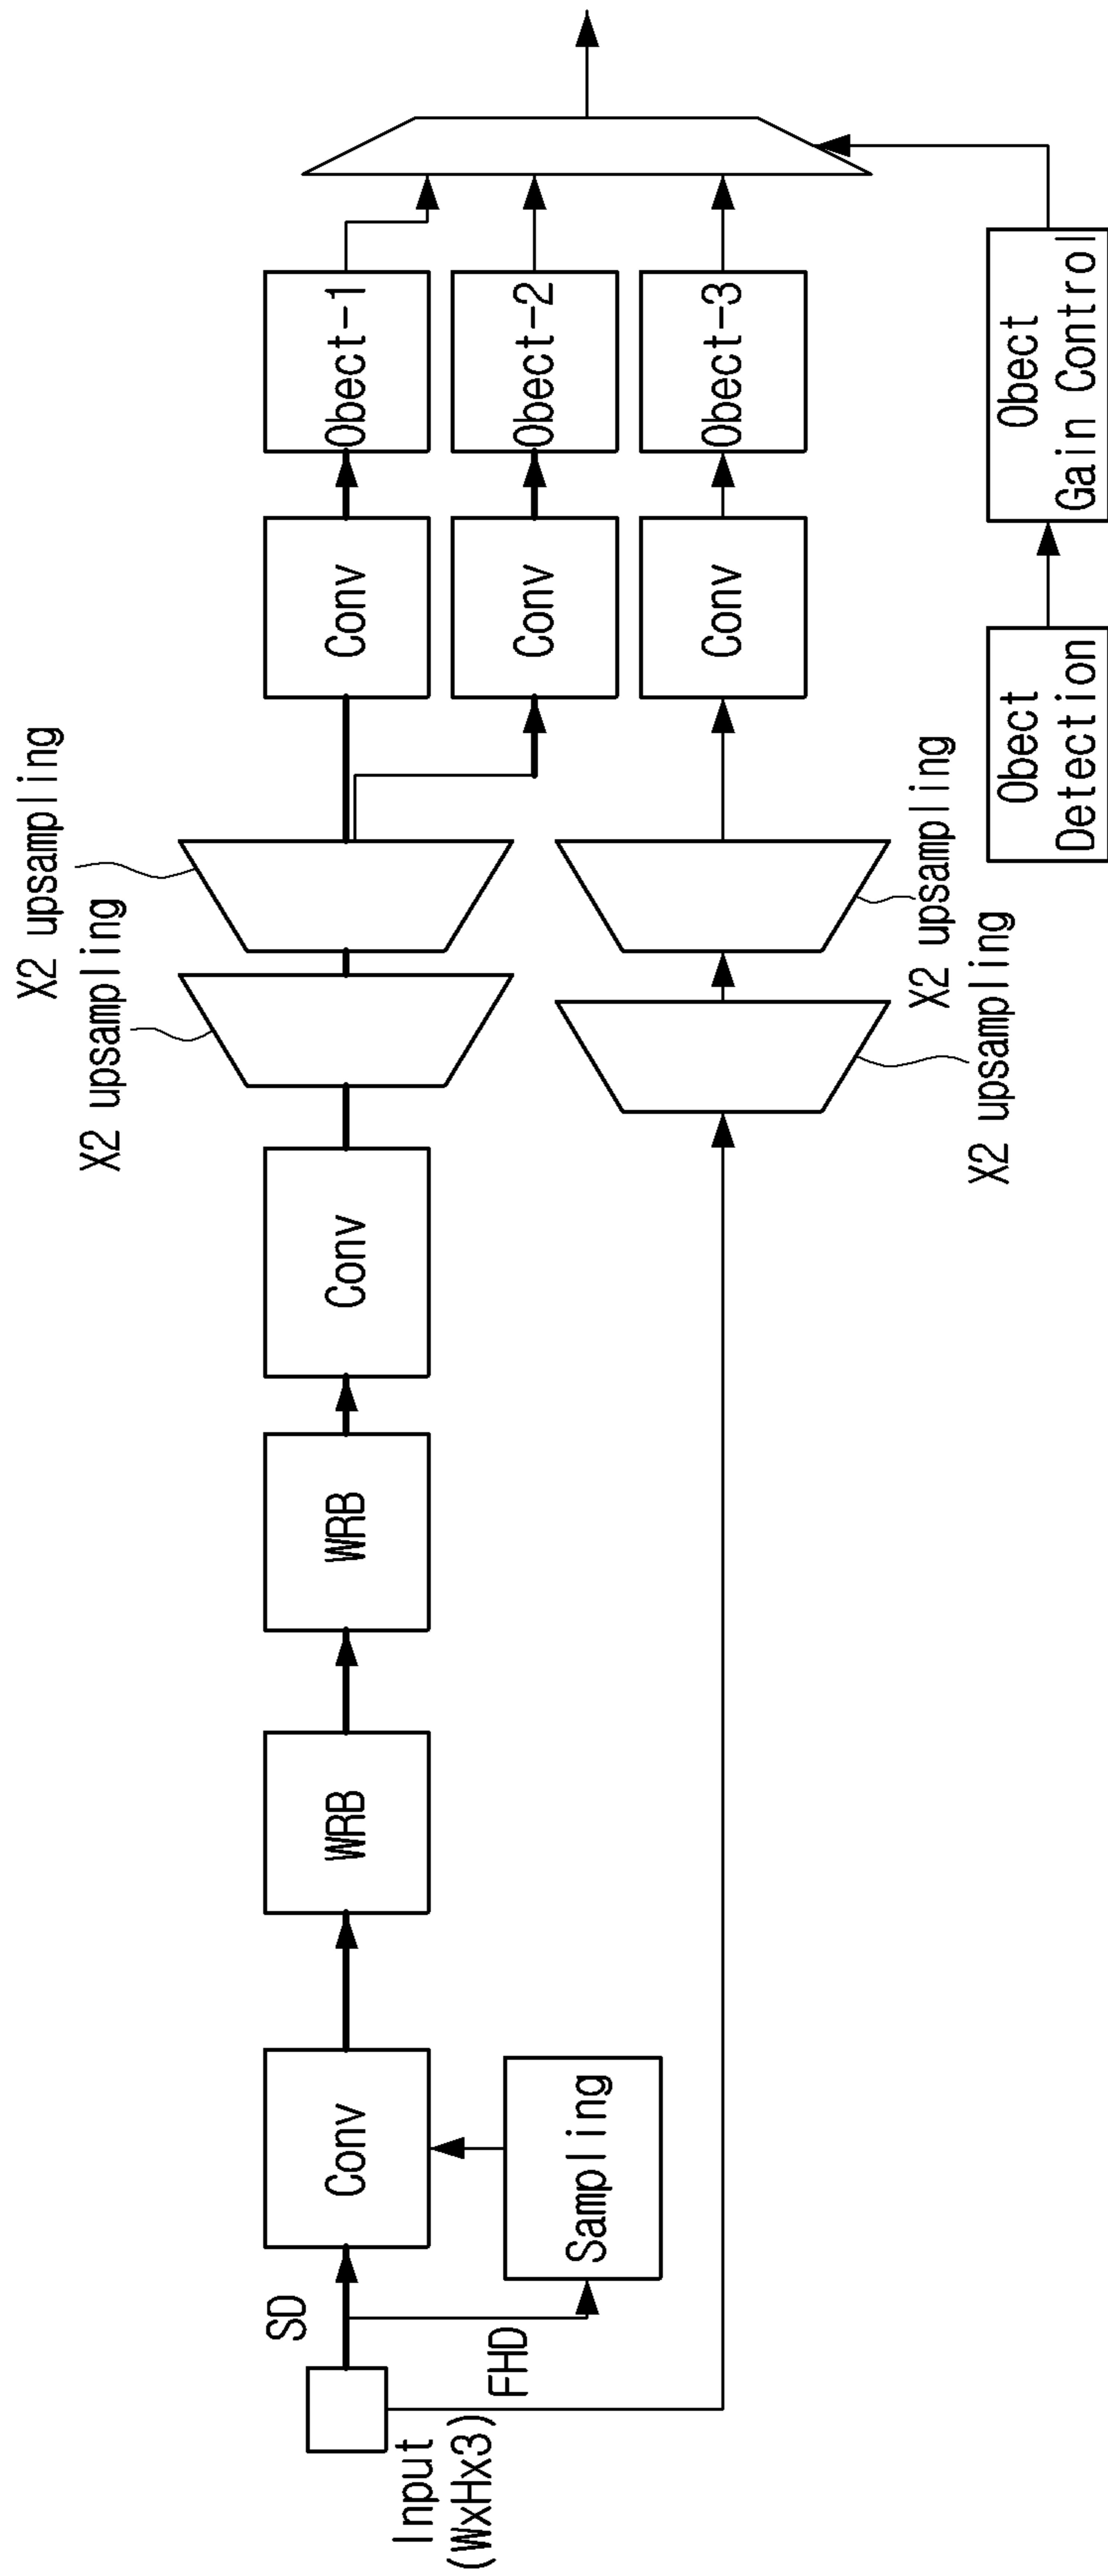 Input
(WxHx3)
SD
FHD
Conv
Sampling
WRB
WRB
Conv
X2 upsampling
X2 upsampling
X2 upsampling
X2 upsampling
Conv
Obect-1
Conv
Obect-2
Conv
Obect-3
Obect
Detection
Obect
Gain Control